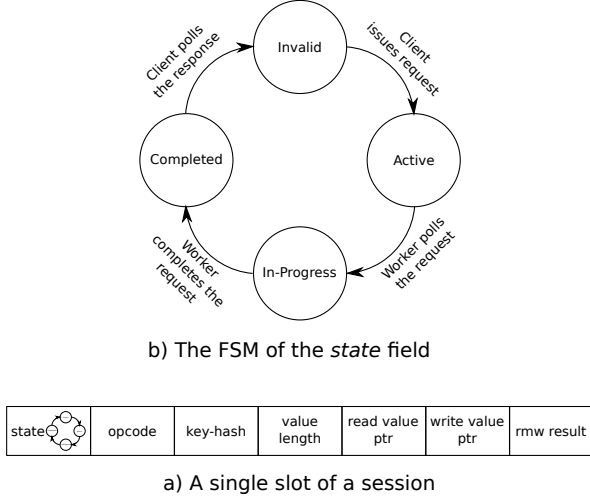 Invalid
Client polls
the response
Client
issues request
Completed
Active
In-Progress
Worker
completes the
request
Worker polls
the request
b) The FSM of the state field
state
opcode
key-hash
value
length
read value
ptr
write value
ptr
rmw result
a) A single slot of a session